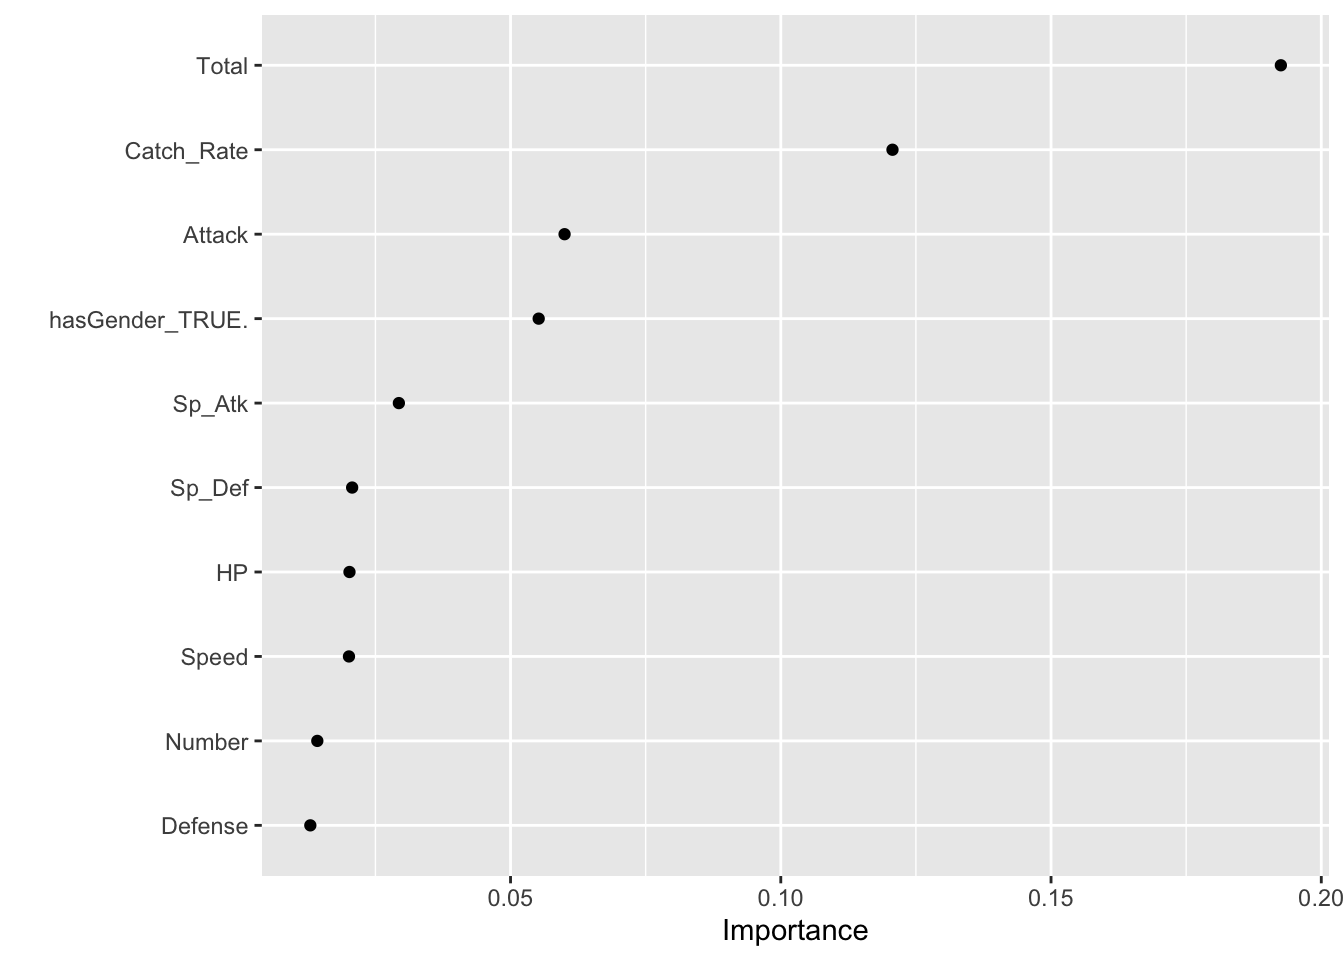 Total
Catch_Rate
Attack
hasGender_TRUE.
Sp_Atk
Sp_Def
HP
Speed
Number
Defense
0.05 0.10 0.15 0.20
Importance